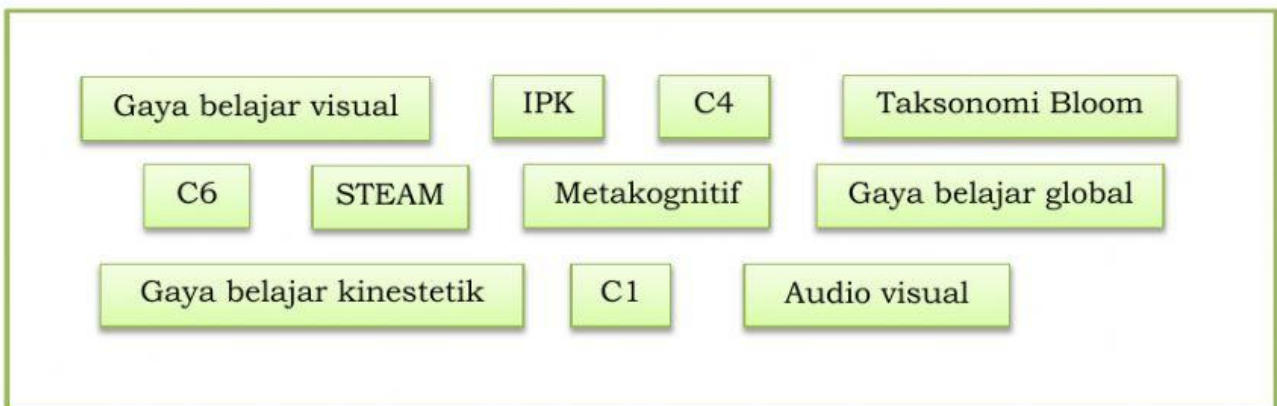 Gaya belajar visual IPK C4 Taksonomi Bloom
C6 STEAM Metakognitif Gaya belajar global
Gaya belajar kinestetik C1 Audio visual